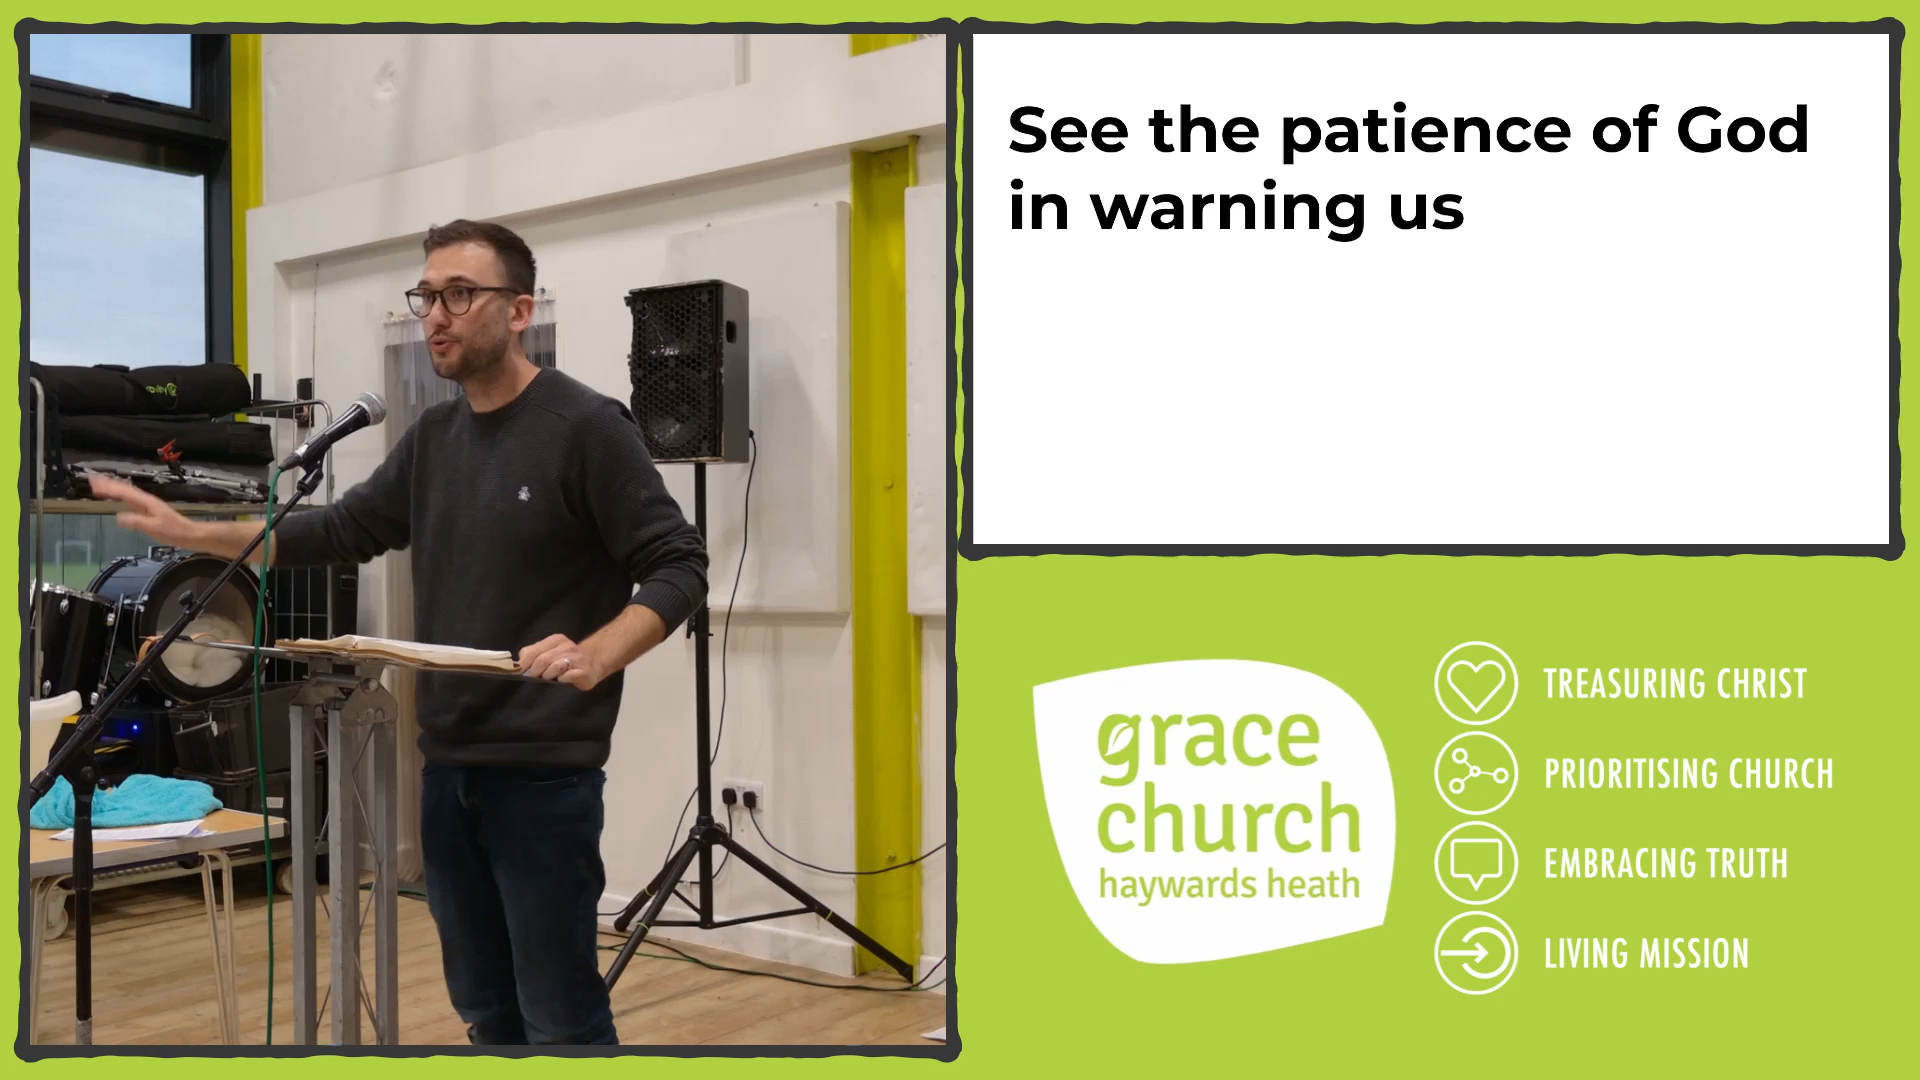 See the patience of God
in warning us
grace
church
haywards heath
TREASURING CHRIST
PRIORITISING CHURCH
EMBRACING TRUTH
LIVING MISSION